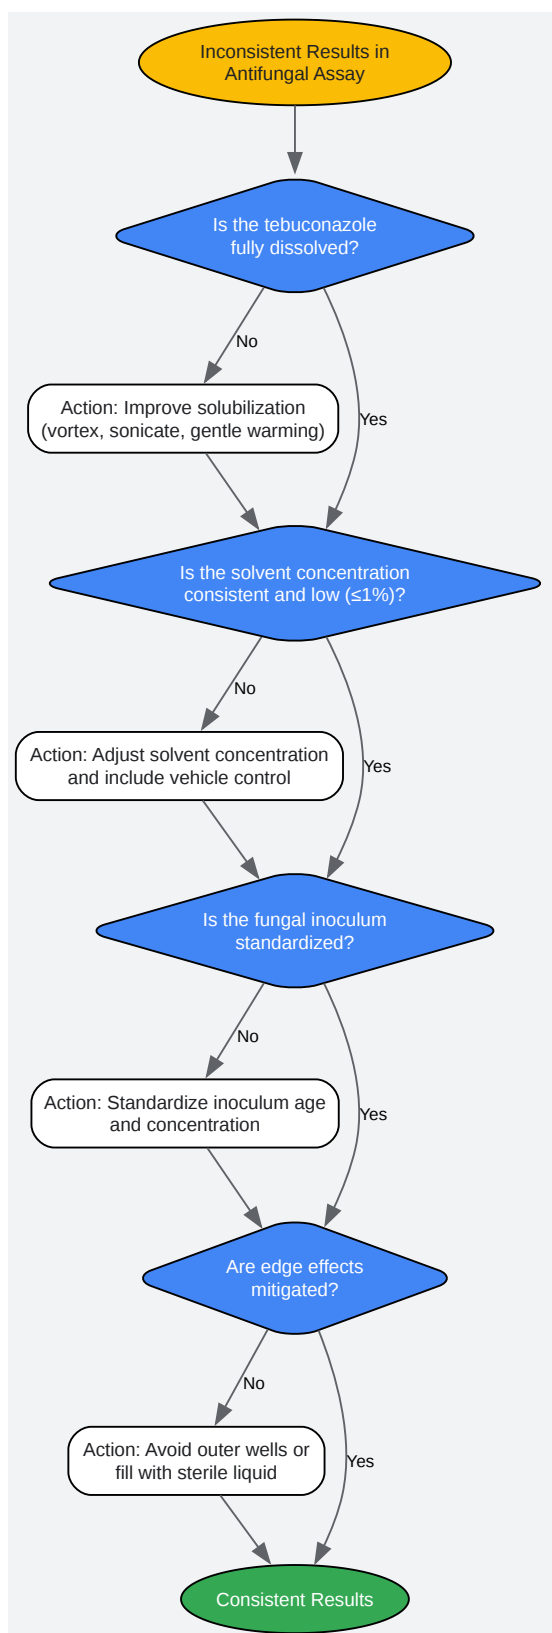 Inconsistent Results in
Antifungal Assay
Is the tebuconazole
fully dissolved?
No
Yes
Action: Improve solubilization
(vortex, sonicate, gentle warming)
Is the solvent concentration
consistent and low (≤1%)?
No
Yes
Action: Adjust solvent concentration
and include vehicle control
Is the fungal inoculum
standardized?
No
Yes
Action: Standardize inoculum age
and concentration
Are edge effects
mitigated?
No
Yes
Action: Avoid outer wells or
fill with sterile liquid
Consistent Results